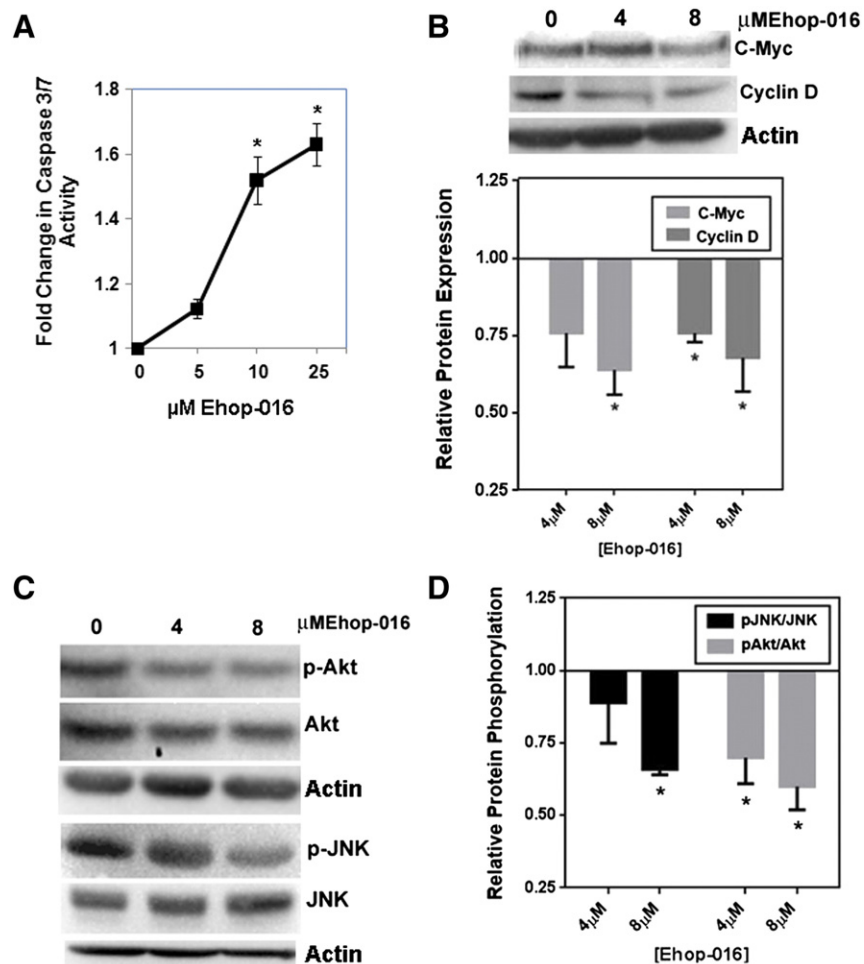 A
Fold Change in Caspase 3/7
Activity
1.8
1.6
1.4
1.2
1
*
*
0
5
10
25
µM Ehop-016
B
0 4 8 µMEhop-016
C-Myc
Cyclin D
Actin
Relative Protein Expression
1.25
1.00
0.75
0.50
0.25
C-Myc
Cyclin D
*
*
*
4µM
8µM
4µM
8µM
[Ehop-016]
C
0 4 8 µMEhop-016
p-Akt
Akt
Actin
p-JNK
JNK
Actin
D
Relative Protein Phosphorylation
1.25
1.00
0.75
0.50
0.25
pJNK/JNK
pAkt/Akt
*
*
*
4µM
8µM
4µM
8µM
[Ehop-016]